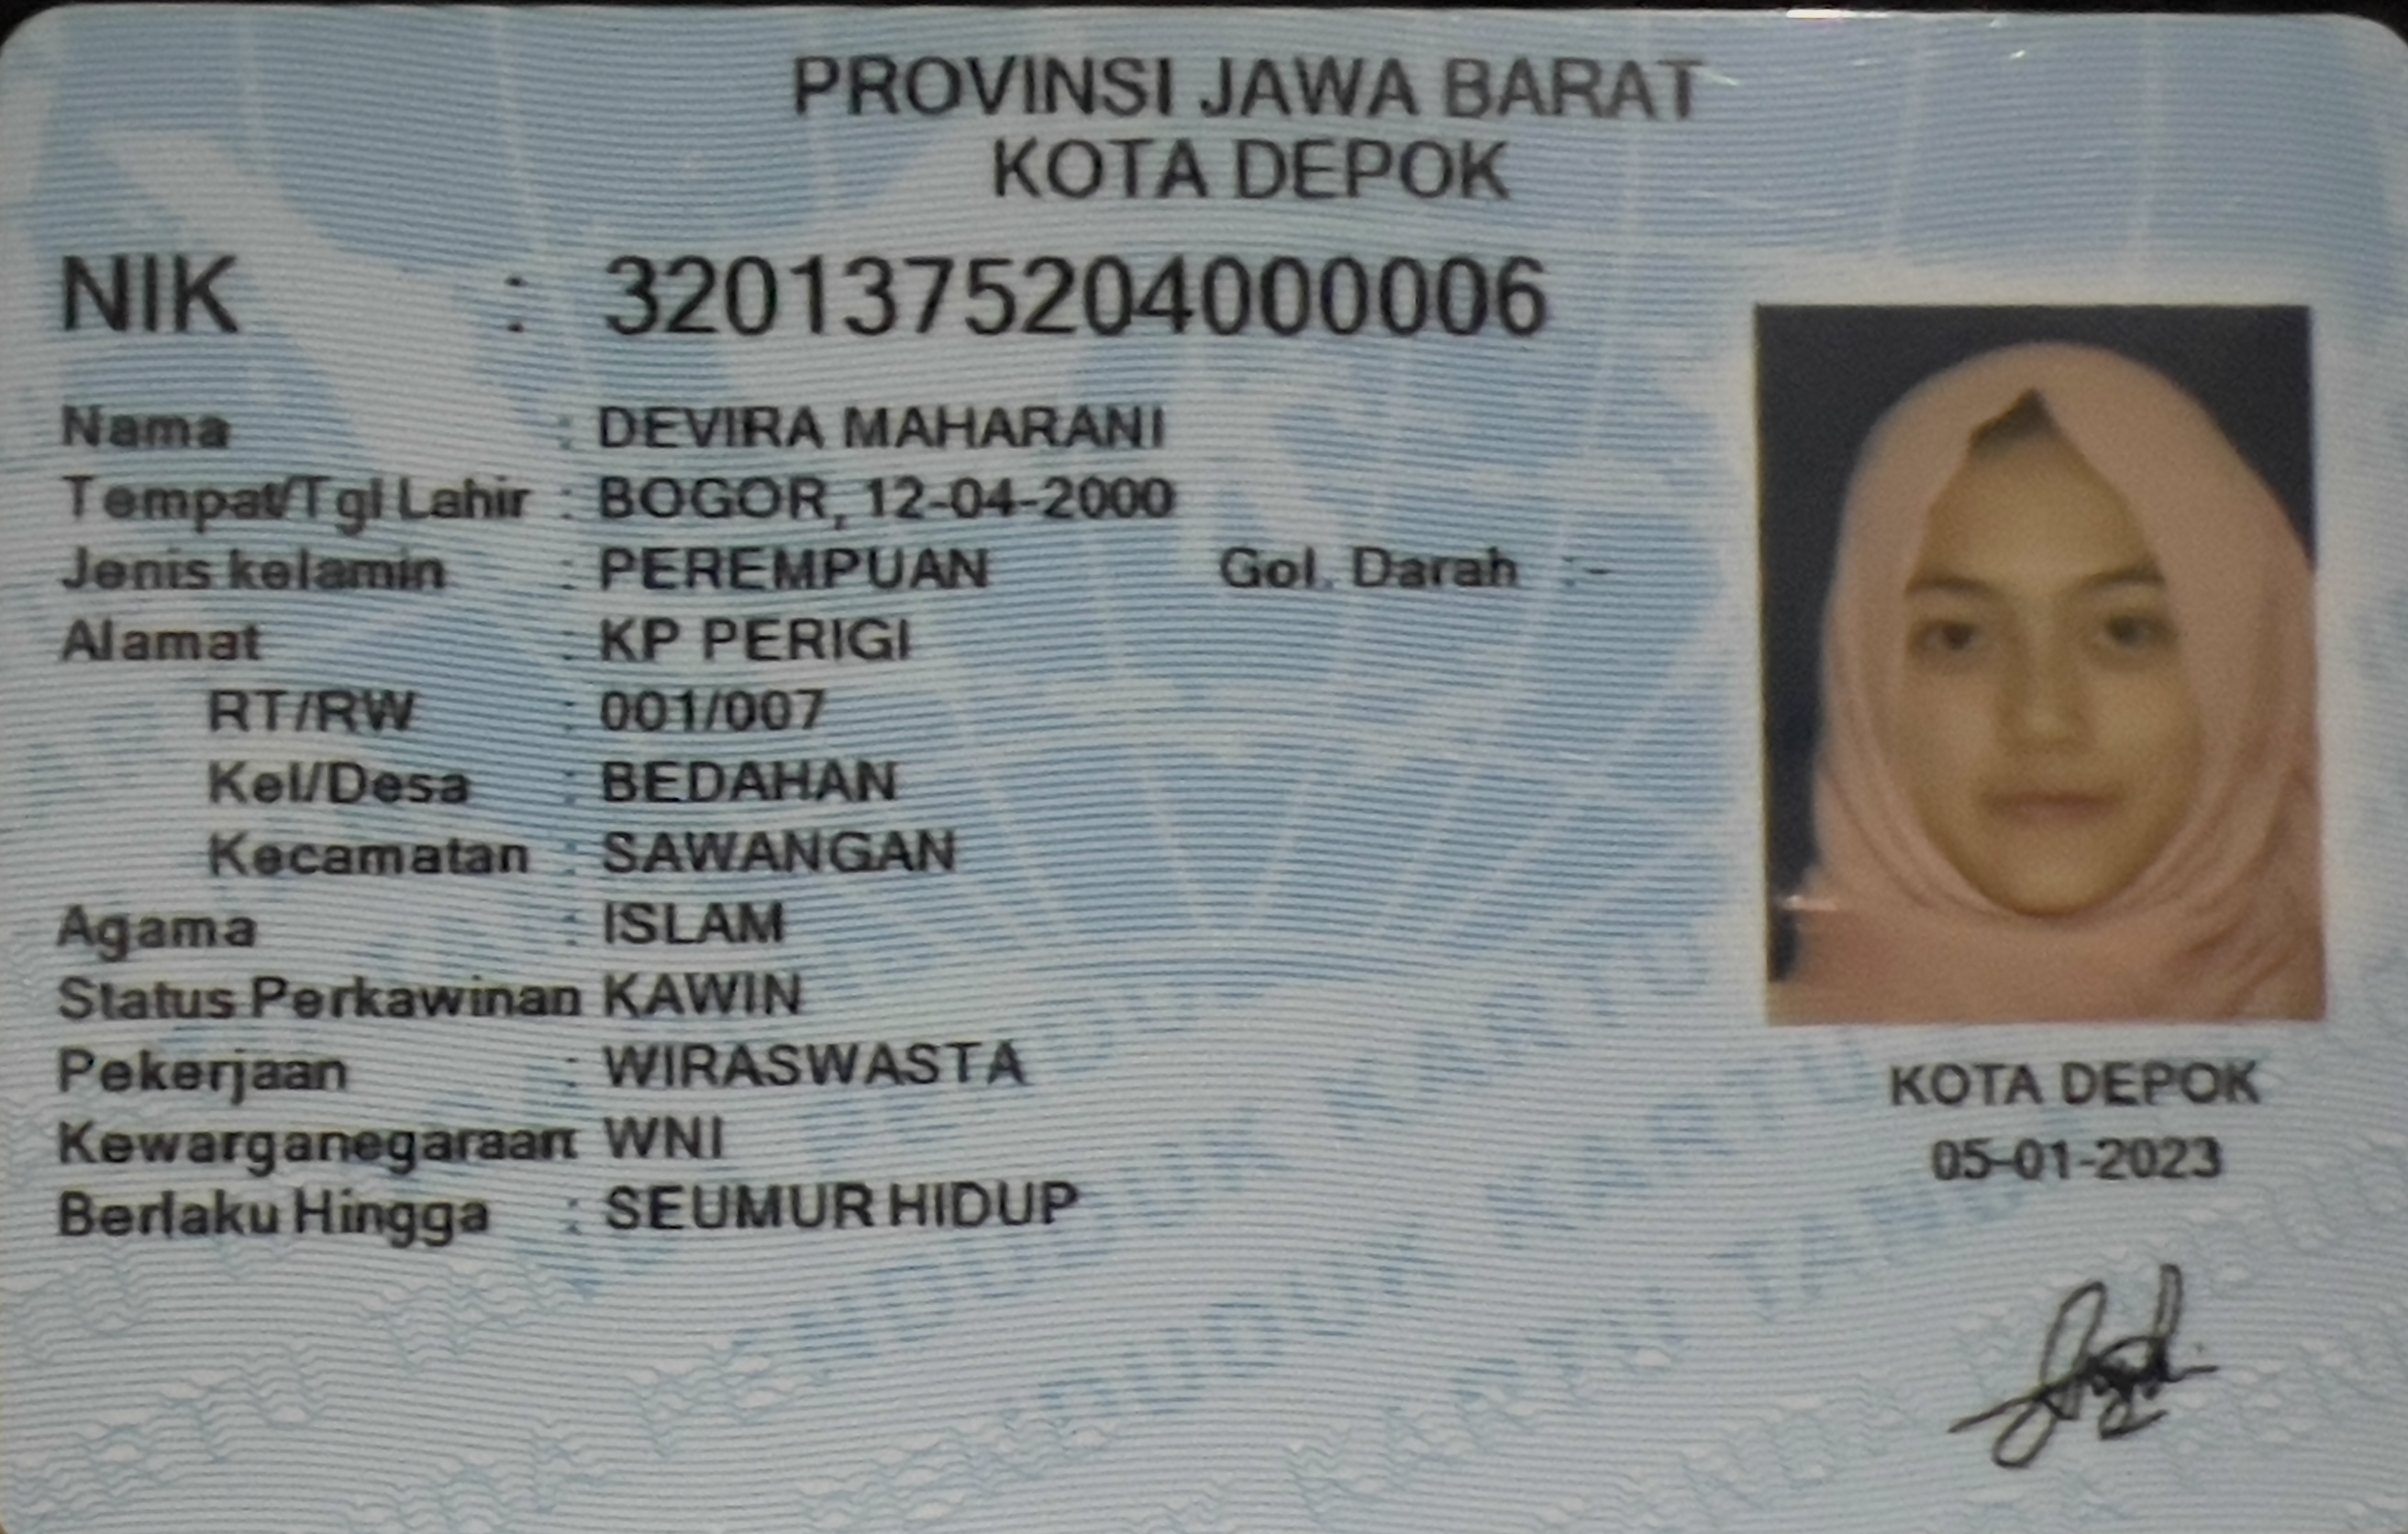 PROVINSI JAWA BARAT
KOTA DEPOK
NIK : 3201375204000006
Nama : DEVIRA MAHARANI
Tempat/Tgl Lahir : BOGOR, 12-04-2000
Jenis kelamin : PEREMPUAN Gol. Darah :-
Alamat : KP PERIGI
RT/RW : 001/007
Kel/Desa : BEDAHAN
Kecamatan : SAWANGAN
Agama : ISLAM
Status Perkawinan KAWIN
Pekerjaan : WIRASWASTA
Kewarganegaraan WNI
Berlaku Hingga : SEUMUR HIDUP
KOTA DEPOK
05-01-2023